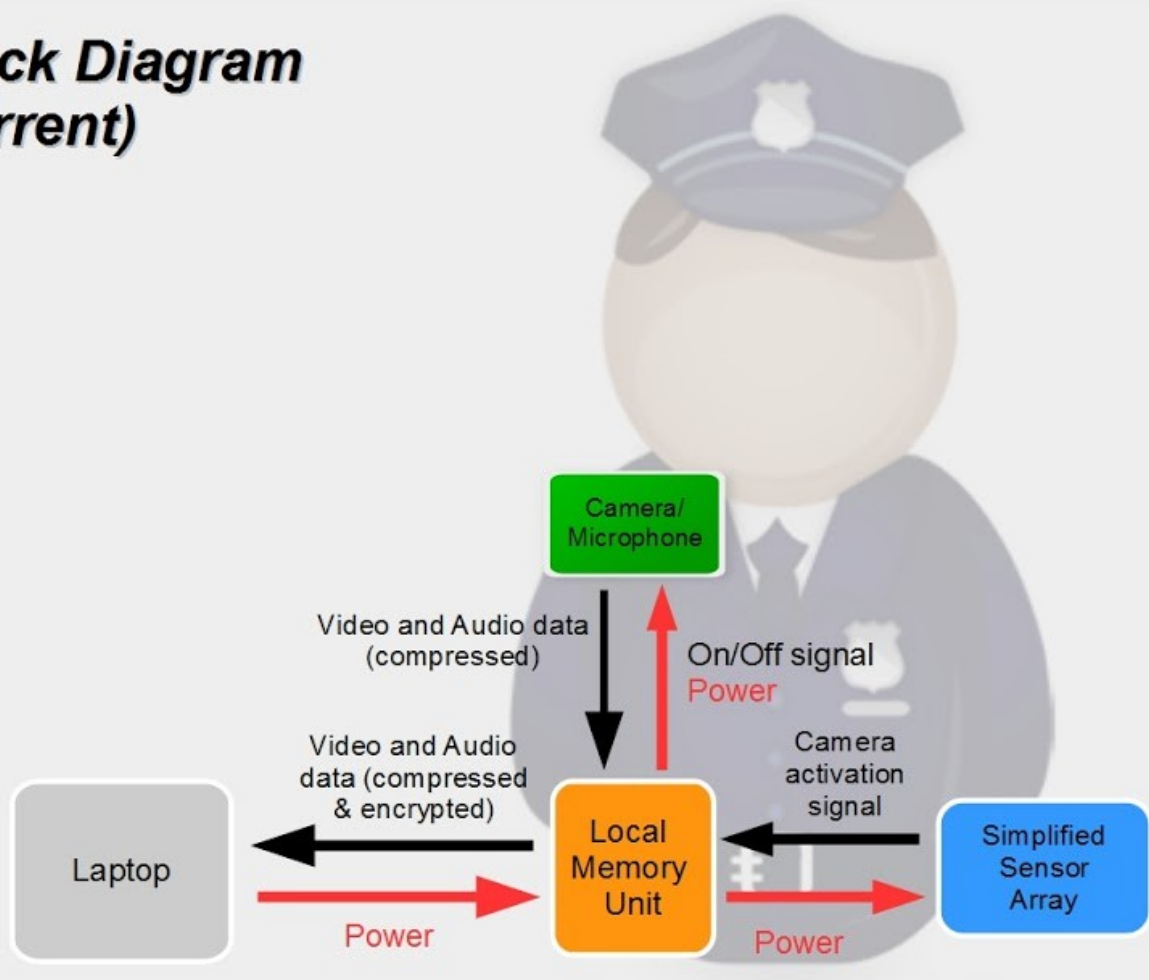 ck Diagram
rrent)
Camera/
Microphone
Video and Audio data
(compressed)
On/Off signal
Power
Video and Audio
data (compressed
& encrypted)
Camera
activation
signal
Laptop
Local
Memory
Unit
Simplified
Sensor
Array
Power
Power